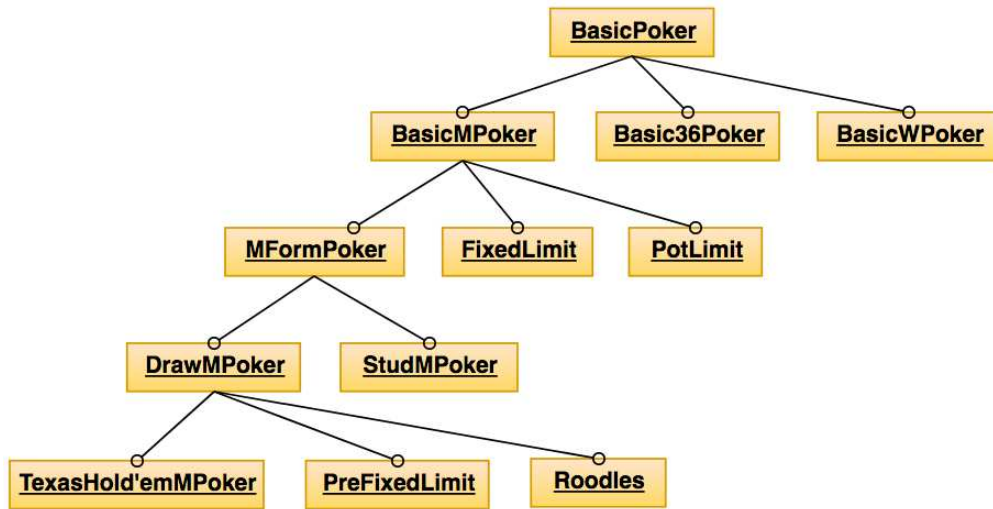 BasicPoker
BasicMPoker
Basic36Poker
BasicWPoker
MFormPoker
FixedLimit
PotLimit
DrawMPoker
StudMPoker
TexasHold'emMPoker
PreFixedLimit
Roodles